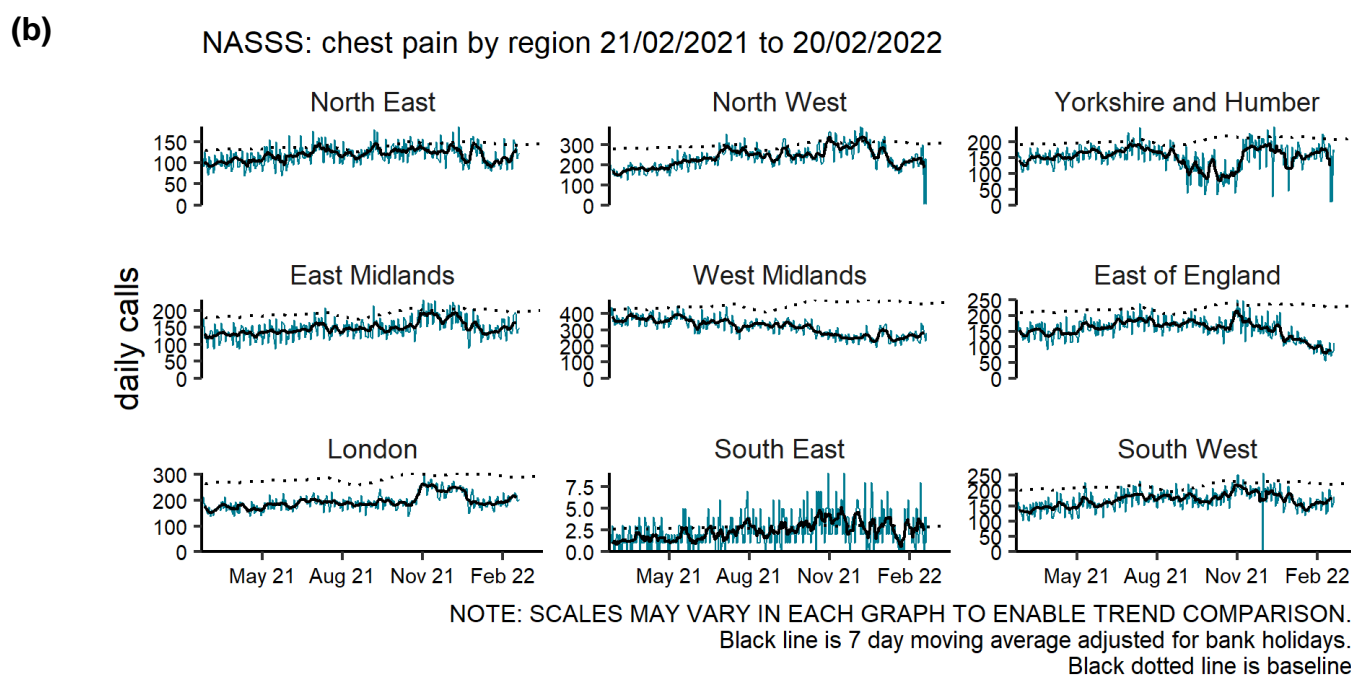 (b)
NASSS: chest pain by region 21/02/2021 to 20/02/2022
North East
North West
Yorkshire and Humber
150
100
50
0
300
200
100
0
200
150
100
50
0
East Midlands
West Midlands
East of England
200
150
100
50
0
400
300
200
100
0
250
200
150
100
50
0
daily calls
London
South East
South West
300
200
100
0
7.5
5.0
2.5
0.0
250
200
150
100
50
0
May 21 Aug 21 Nov 21 Feb 22
May 21 Aug 21 Nov 21 Feb 22
May 21 Aug 21 Nov 21 Feb 22
NOTE: SCALES MAY VARY IN EACH GRAPH TO ENABLE TREND COMPARISON.
Black line is 7 day moving average adjusted for bank holidays.
Black dotted line is baseline